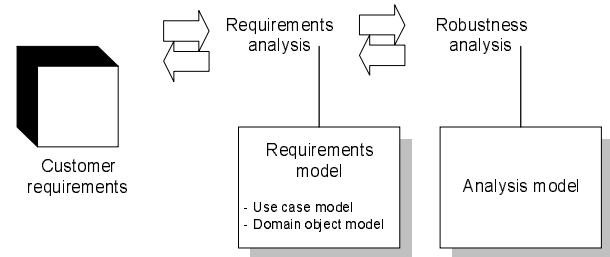 Requirements
analysis
Robustness
analysis
Customer
requirements
Requirements
model
- Use case model
- Domain object model
Analysis model